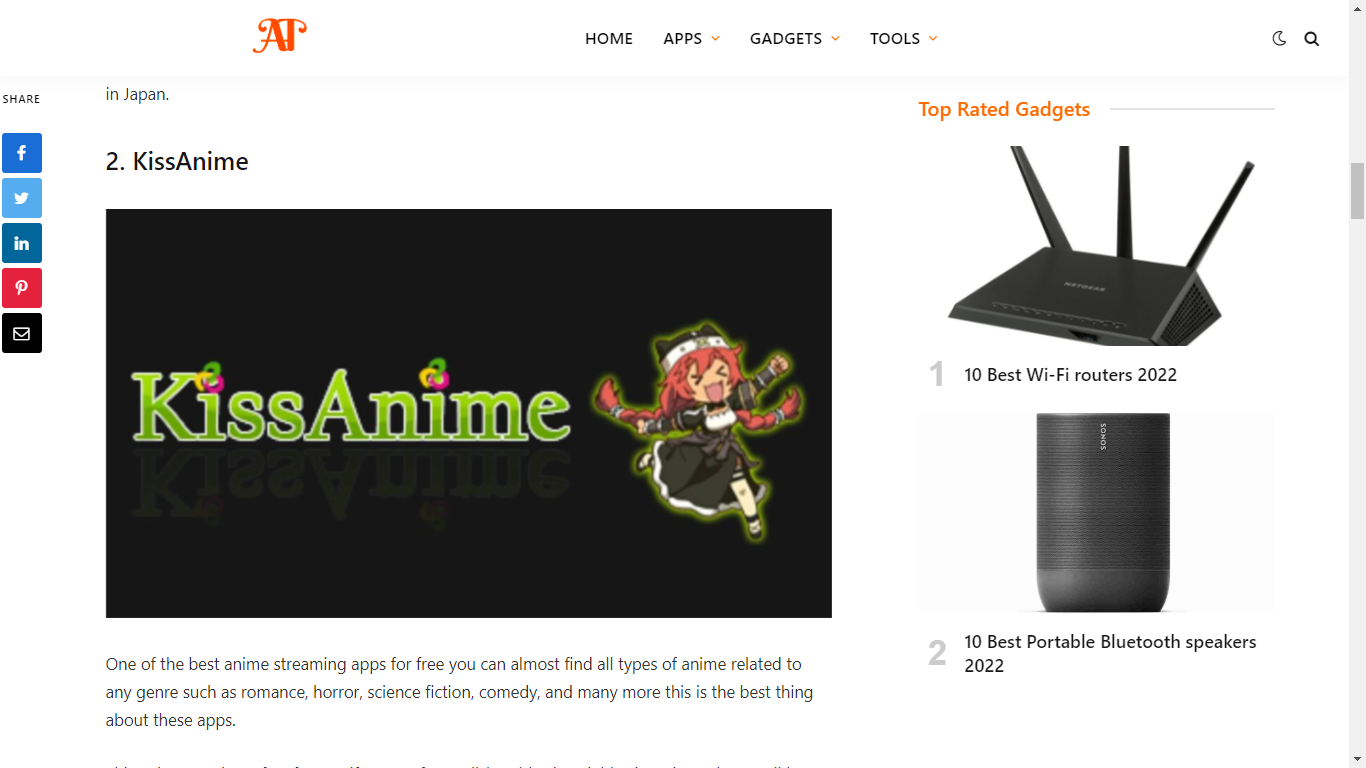 AT
HOME
APPS
GADGETS
TOOLS
SHARE
in Japan.
2. KissAnime
KissAnime
One of the best anime streaming apps for free you can almost find all types of anime related to
any genre such as romance, horror, science fiction, comedy, and many more this is the best thing
about these apps.
Top Rated Gadgets
NETGEAR
1
10 Best Wi-Fi routers 2022
SONOS
2
10 Best Portable Bluetooth speakers
2022